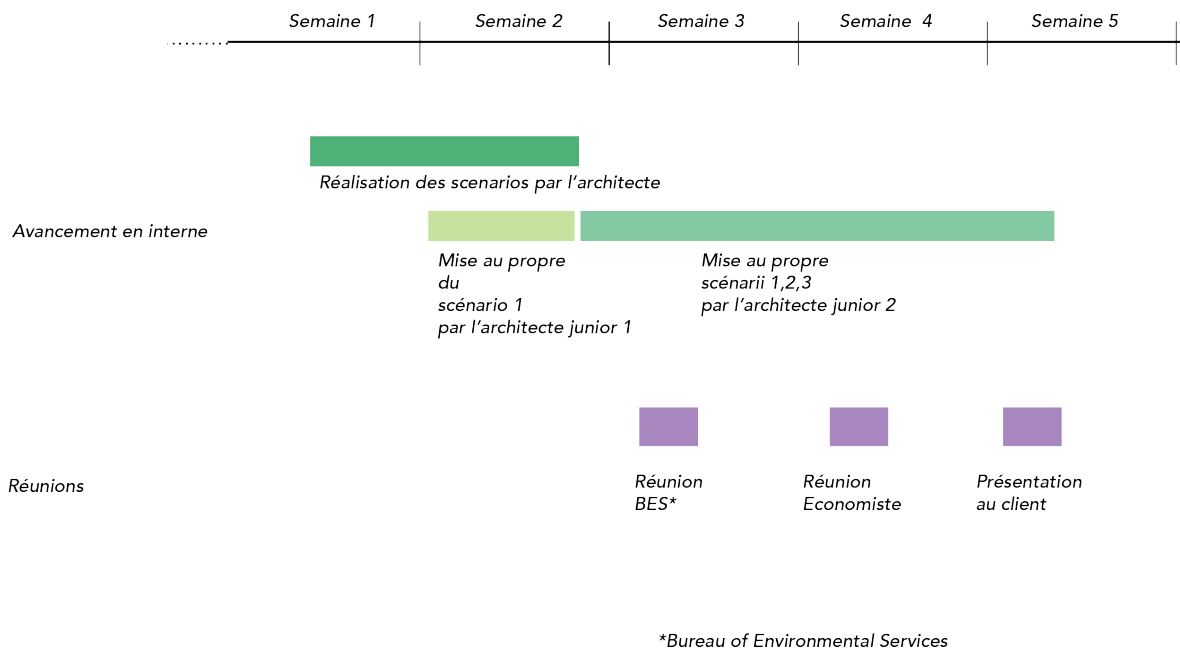 Semaine 1
Semaine 2
Semaine 3
Semaine 4
Semaine 5
Réalisation des scenarios par l'architecte
Avancement en interne
Mise au propre
du
scénario 1
par l'architecte junior 1
Mise au propre
scénarii 1,2,3
par l'architecte junior 2
Réunions
Réunion
BES*
Réunion
Economiste
Présentation
au client
*Bureau of Environmental Services